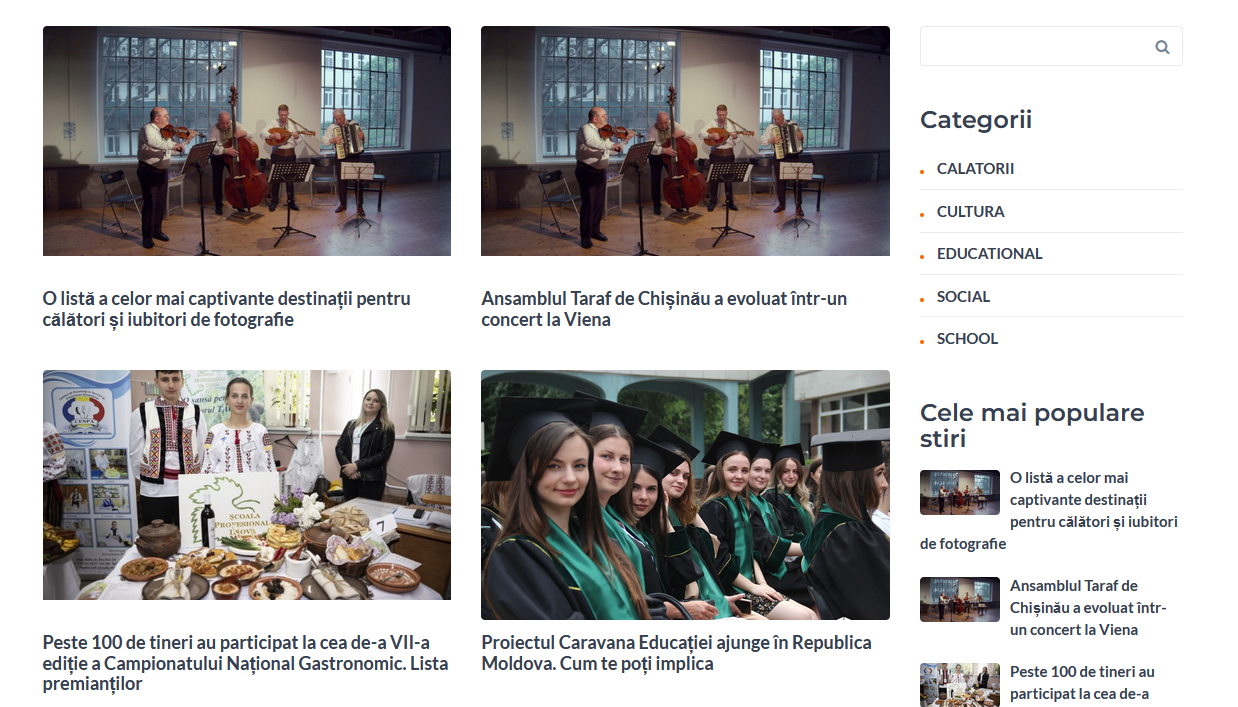 O listă a celor mai captivante destinații pentru
călători și iubitori de fotografie
Ansamblul Taraf de Chișinău a evoluat într-un
concert la Viena
ȘCOALA
PROFESIONALĂ
7
Peste 100 de tineri au participat la cea de-a VII-a
ediție a Campionatului Național Gastronomic. Lista
premianților
Proiectul Caravana Educației ajunge în Republica
Moldova. Cum te poți implica
Categorii
CALATORII
CULTURA
EDUCATIONAL
SOCIAL
SCHOOL
Cele mai populare
stiri
O listă a celor mai
captivante destinații
pentru călători și iubitori
de fotografie
Ansamblul Taraf de
Chișinău a evoluat într-
un concert la Viena
Peste 100 de tineri au
participat la cea de-a